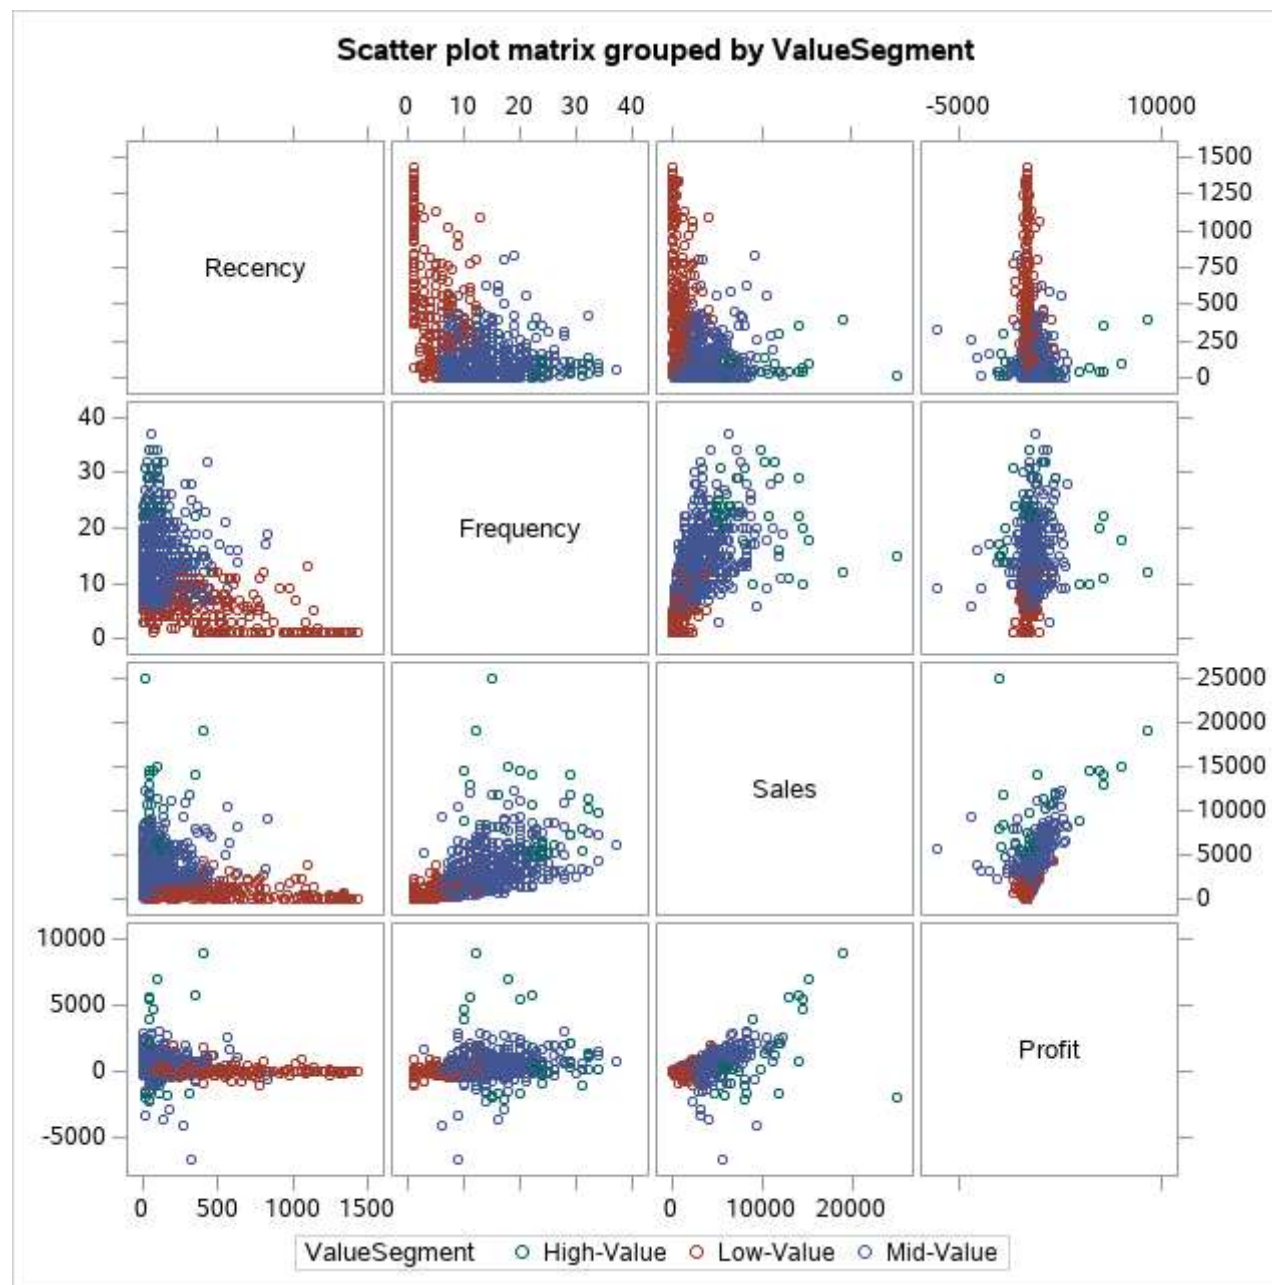 Scatter plot matrix grouped by ValueSegment
0 10 20 30 40 -5000 10000
1500
1250
1000
Recency 750
500
250
0
40
30
20 Frequency
10
0
25000
20000
15000
Sales
10000
5000
0
10000
5000
Profit
0
-5000
0 500 1000 1500 0 10000 20000
ValueSegment High-Value Low-Value Mid-Value